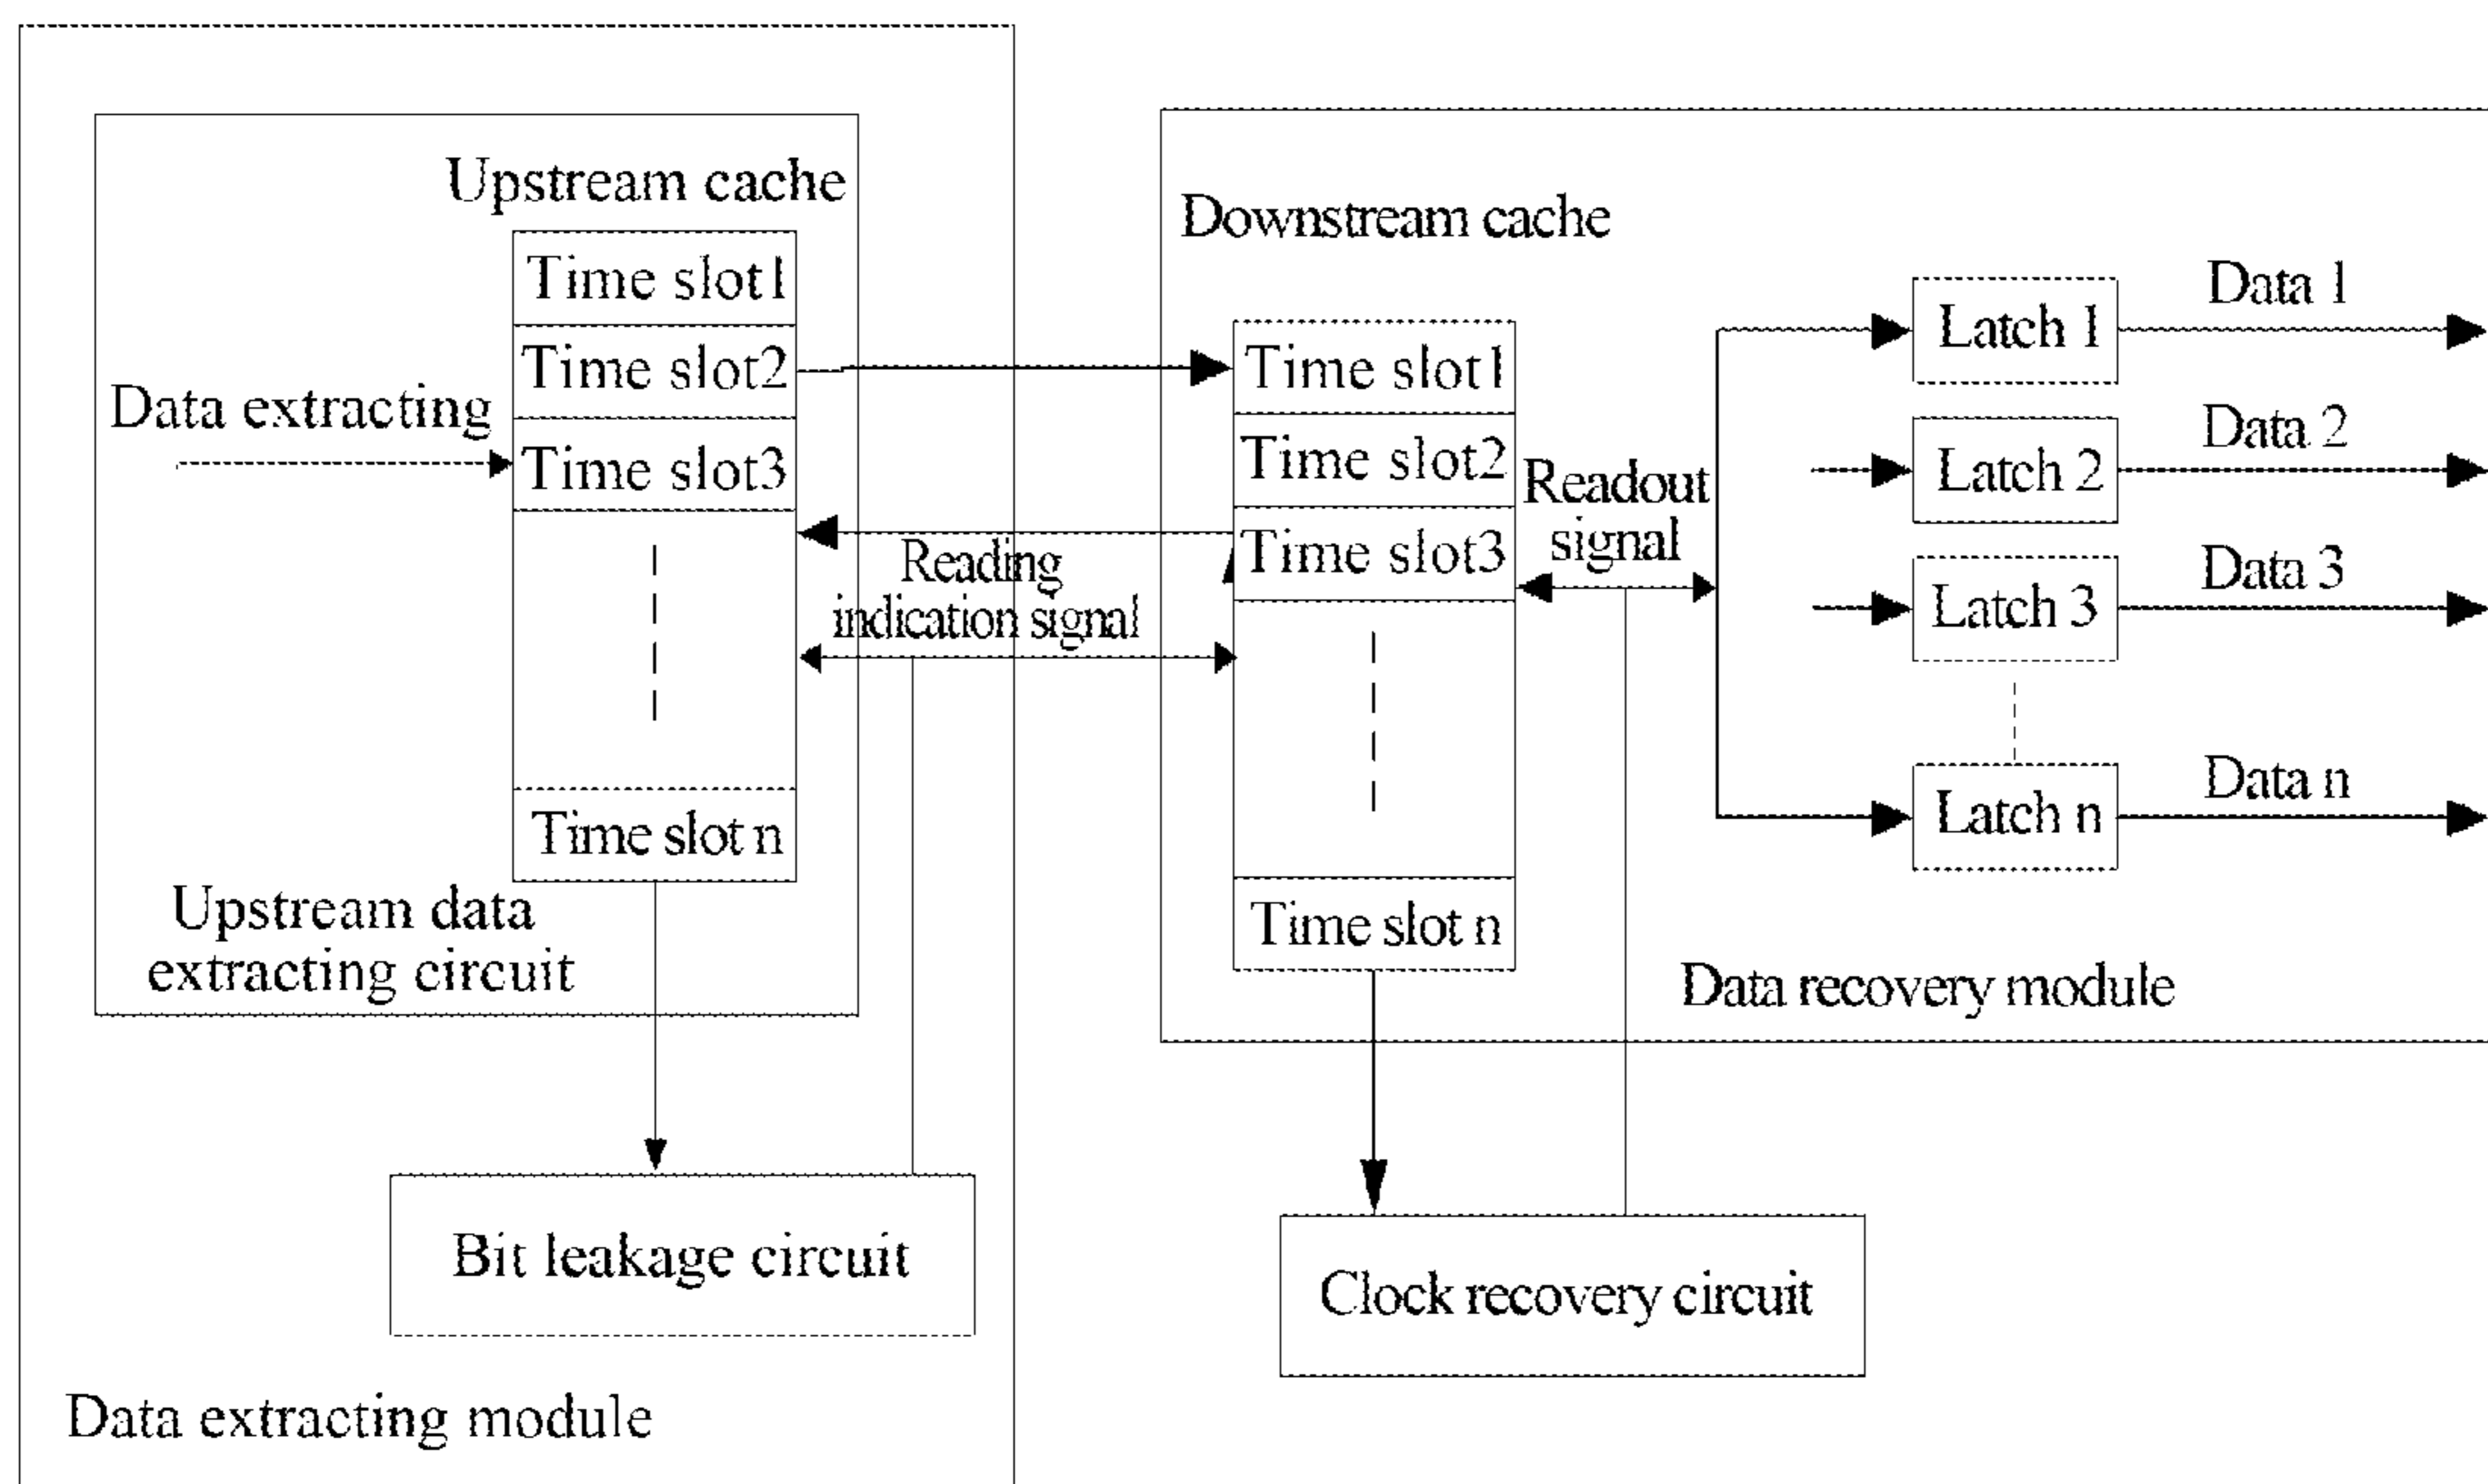 Upstream cache
Time slot1
Time slot2
Time slot3
Time slot n
Data extracting
Upstream data
extracting circuit
Bit leakage circuit
Data extracting module
Reading
indication signal
Downstream cache
Time slot1
Time slot2
Time slot3
Time slot n
Readout
signal
Latch 1
Data 1
Latch 2
Data 2
Latch 3
Data 3
Latch n
Data n
Data recovery module
Clock recovery circuit